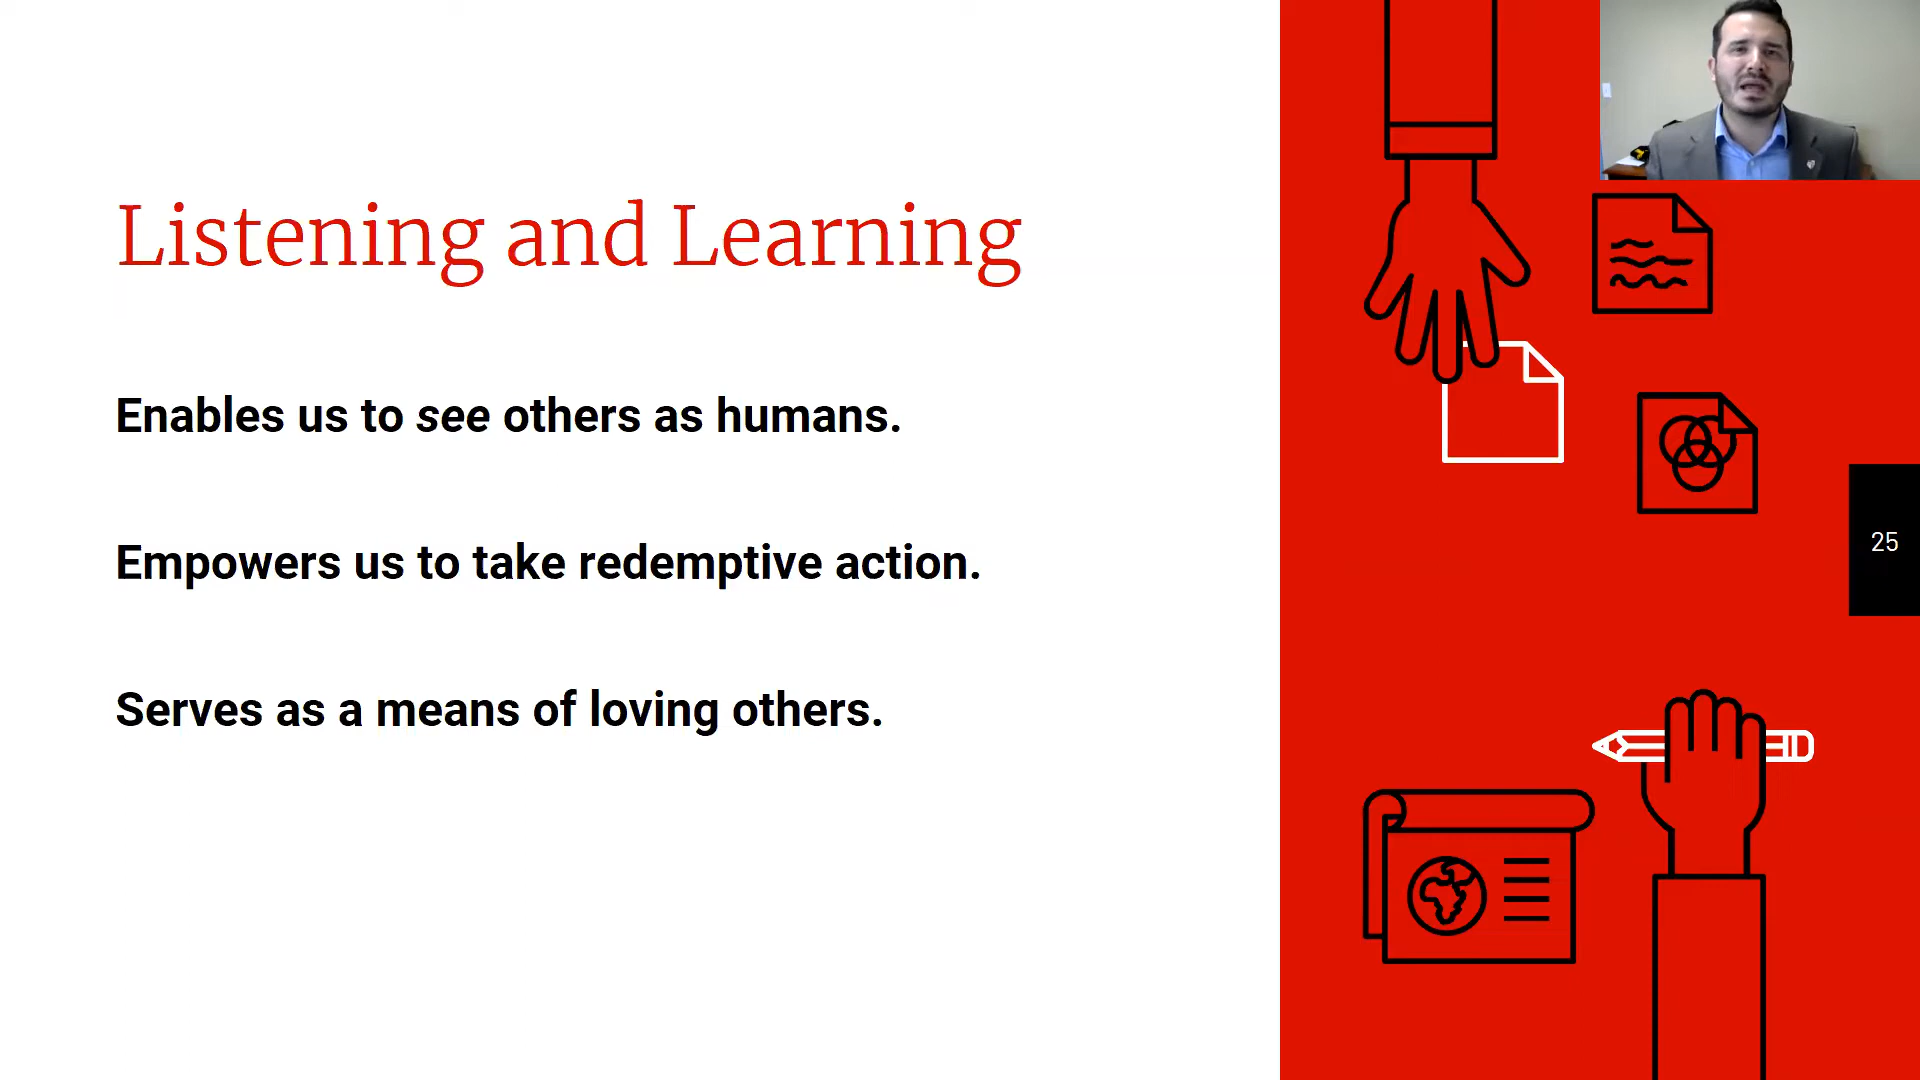 Listening and Learning
Enables us to see others as humans.
Empowers us to take redemptive action.
Serves as a means of loving others.
25